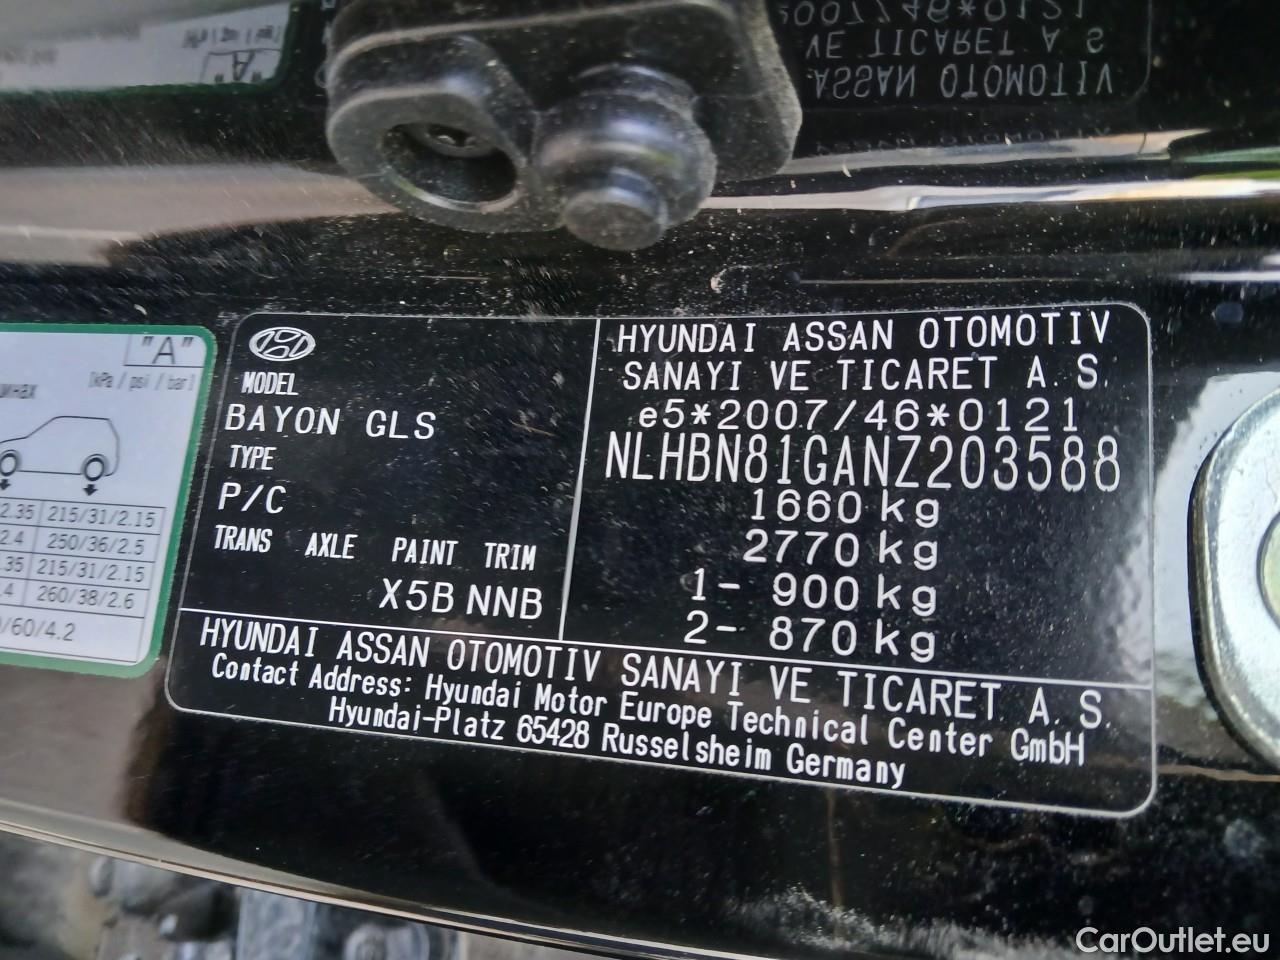 "A"
[kPa / psi / bar]
2.35 215/31/2.15
2.4 250/36/2.5
.35 215/31/2.15
.4 260/38/2.6
/60/4.2
MODEL
BAYON GLS
TYPE
P/C
TRANS AXLE PAINT TRIM
X5B NNB
HYUNDAI ASSAN OTOMOTIV
SANAYI VE TICARET A. S.
e5*2007/46*0121
NLHBN81GANZ203588
1660 kg
2770 kg
1- 900 kg
2- 870 kg
HYUNDAI ASSAN OTOMOTIV SANAYI VE TICARET A. S.
Contact Address: Hyundai Motor Europe Technical Center GmbH
Hyundai-Platz 65428 Russelsheim Germany
CarOutlet.eu